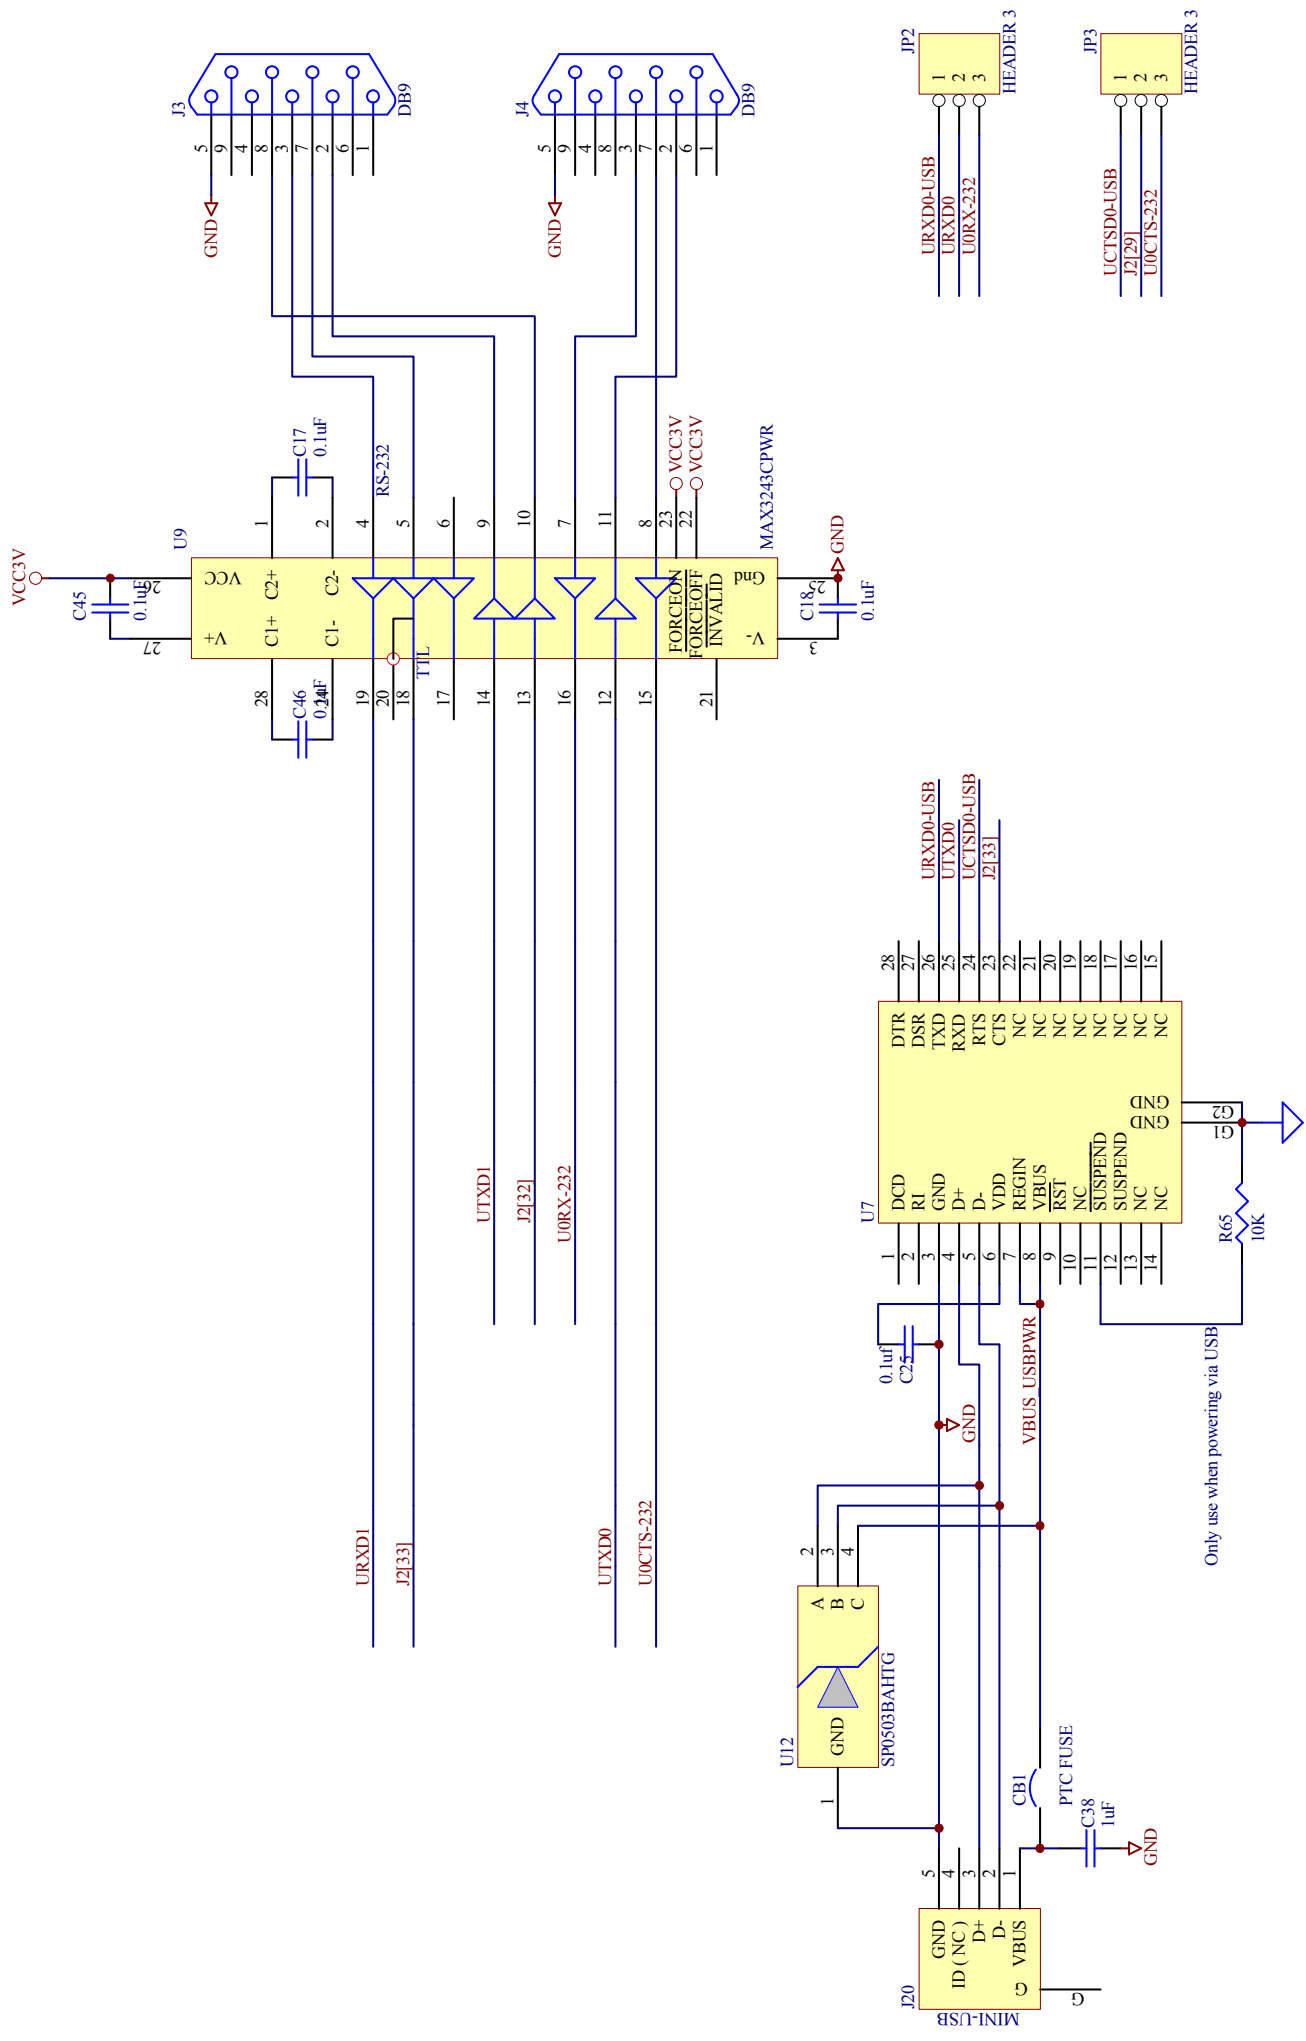 J3
DB9
5
9
4
8
3
7
2
6
1
GND
J4
DB9
5
9
4
8
3
7
2
6
1
GND
JP2
1
2
3
HEADER 3
URXD0-USB
URXD0
U0RX-232
JP3
1
2
3
HEADER 3
UCTSD0-USB
J2[29]
U0CTS-232
VCC3V
C45
0.1uF
U9
MAX3243CPWR
C17
0.1uF
RS-232
VCC3V
VCC3V
1
2
4
5
6
9
10
7
11
8
23
22
26
27
VCC
V+
C2+
C2-
C1+
C1-
FORCEON
FORCEOFF
INVALID
Gnd
V-
25
3
GND
C18
0.1uF
TTL
28
24
C46
0.1uF
19
20
18
17
14
13
16
12
15
21
URXD1
J2[33]
UTXD1
J2[32]
U0RX-232
UTXD0
U0CTS-232
URXD0-USB
UTXD0
UCTSD0-USB
J2[33]
28
27
26
25
24
23
22
21
20
19
18
17
16
15
DTR
DSR
TXD
RXD
RTS
CTS
NC
NC
NC
NC
NC
NC
NC
NC
GND
GND
G2
G1
U7
DCD
RI
GND
D+
D-
VDD
REGIN
VBUS
RST
NC
SUSPEND
SUSPEND
NC
NC
1
2
3
4
5
6
7
8
9
10
11
12
13
14
R65
10K
0.1uf
C25
GND
VBUS_USBPWR
Only use when powering via USB
U12
SP0503BAHTG
A
B
C
GND
2
3
4
1
CB1
PTC FUSE
C38
1uF
GND
J20
MINI-USB
5
4
3
2
1
GND
ID ( NC )
D+
D-
VBUS
G
G